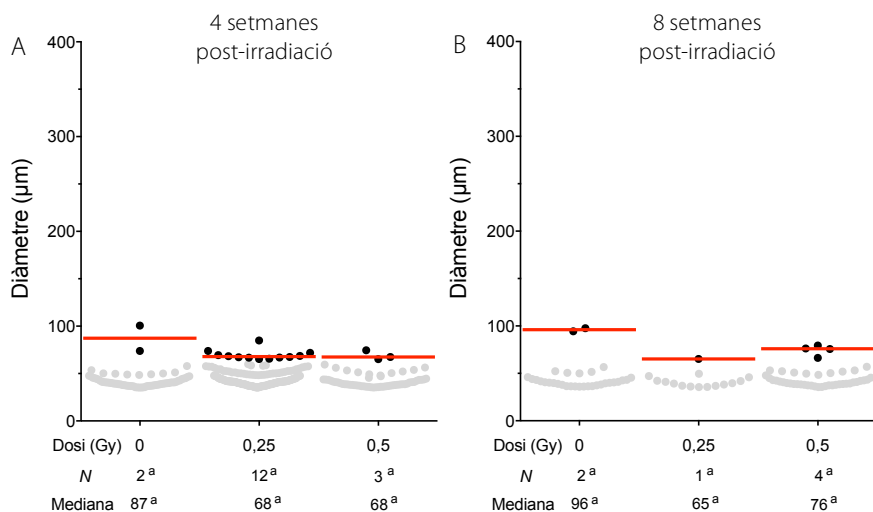 A
4 setmanes
post-irradiació
Diàmetre (µm)
400
300
200
100
0
Dosi (Gy) 0 0,25 0,5
N 2 a 12 a 3 a
Mediana 87 a 68 a 68 a
B
8 setmanes
post-irradiació
Diàmetre (µm)
400
300
200
100
0
Dosi (Gy) 0 0,25 0,5
N 2 a 1 a 4 a
Mediana 96 a 65 a 76 a